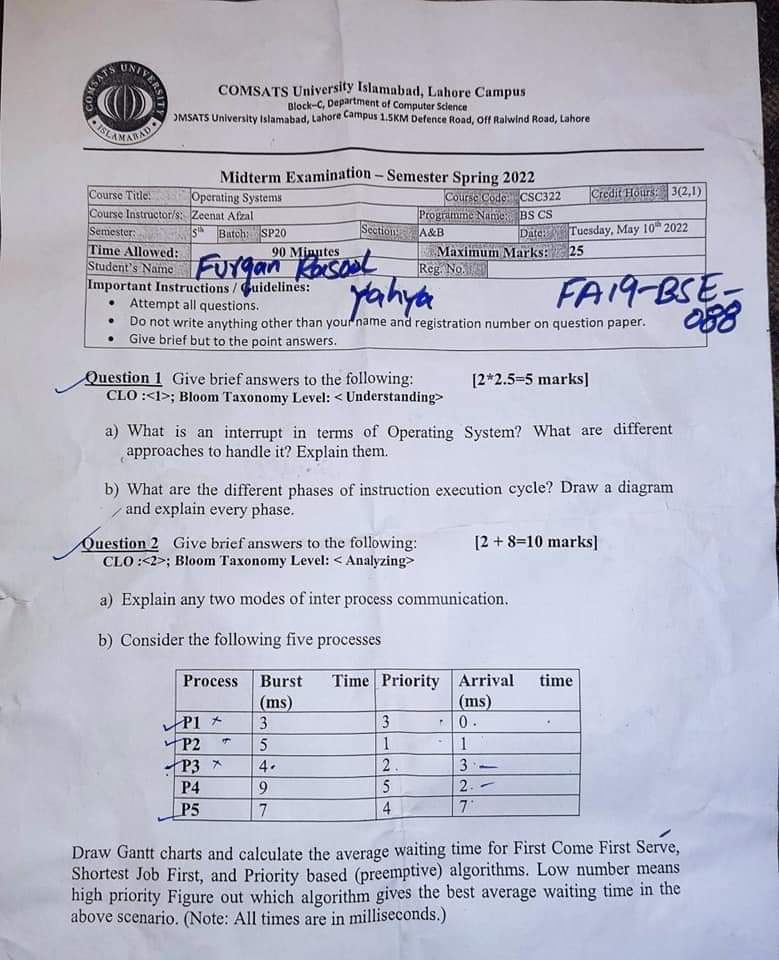 COMSATS UNIVERSITY
ISLAMABAD
COMSATS University Islamabad, Lahore Campus
Block–C, Department of Computer Science
OMSATS University Islamabad, Lahore Campus 1.5KM Defence Road, Off Raiwind Road, Lahore
Midterm Examination – Semester Spring 2022
Course Title: Operating Systems Course Code: CSC322 Credit Hours: 3(2,1)
Course Instructor/s: Zeenat Afzal Programme Name: BS CS
Semester: 5th Batch: SP20 Section: A&B Date: Tuesday, May 10th 2022
Time Allowed: 90 Minutes Maximum Marks: 25
Student's Name Furqan Rasool Reg. No.
Yahya FA19-BSE-
088
Important Instructions / Guidelines:
• Attempt all questions.
• Do not write anything other than your name and registration number on question paper.
• Give brief but to the point answers.
Question 1 Give brief answers to the following: [2*2.5=5 marks]
CLO :<1>; Bloom Taxonomy Level: < Understanding>
a) What is an interrupt in terms of Operating System? What are different
approaches to handle it? Explain them.
b) What are the different phases of instruction execution cycle? Draw a diagram
and explain every phase.
Question 2 Give brief answers to the following: [2 + 8=10 marks]
CLO :<2>; Bloom Taxonomy Level: < Analyzing>
a) Explain any two modes of inter process communication.
b) Consider the following five processes
Process Burst Time Priority Arrival time
(ms) (ms)
P1 3 3 0
P2 5 1 1
P3 4 2 3
P4 9 5 2
P5 7 4 7
Draw Gantt charts and calculate the average waiting time for First Come First Serve,
Shortest Job First, and Priority based (preemptive) algorithms. Low number means
high priority Figure out which algorithm gives the best average waiting time in the
above scenario. (Note: All times are in milliseconds.)